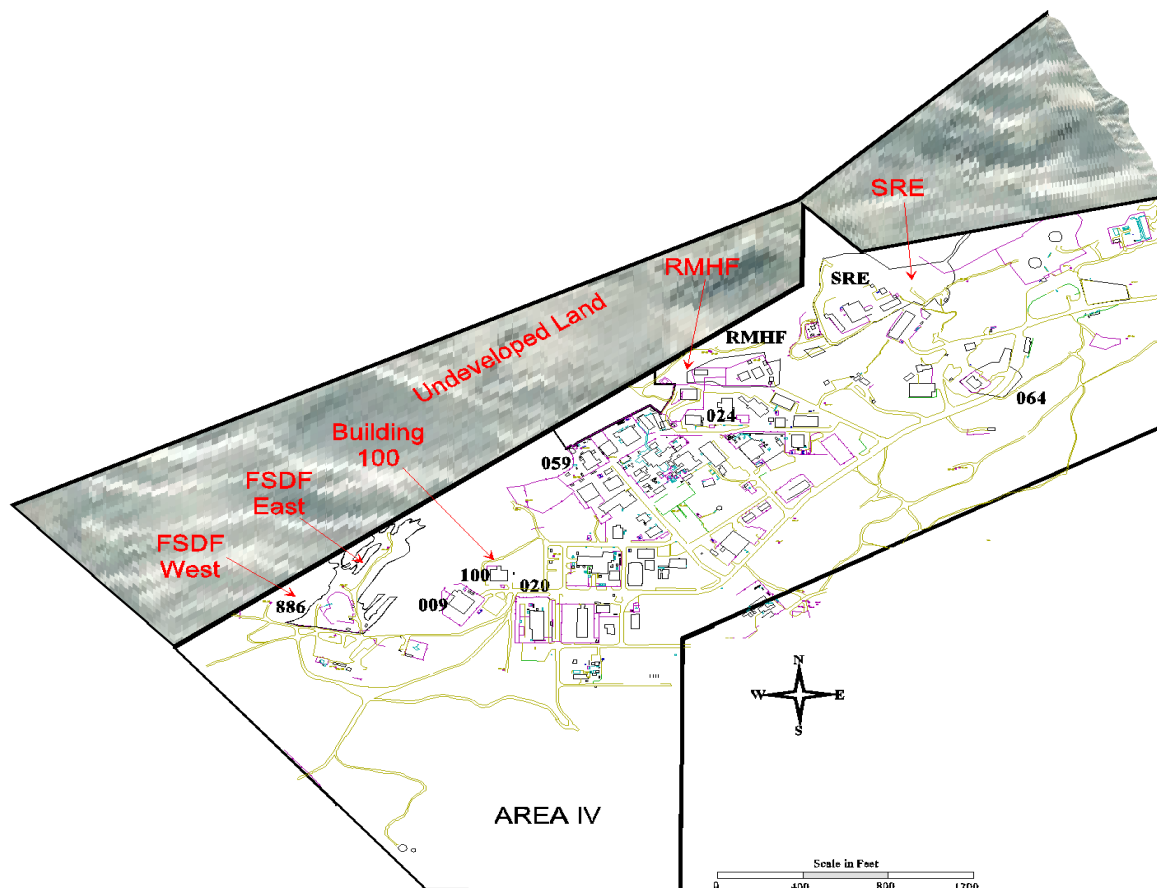 SRE
RMHF
SRE
Undeveloped Land
RMHF
064
Building
100
024
059
FSDF
East
FSDF
West
100
020
009
886
N
W
E
S
AREA IV
Scale in Feet
0
400
800
1200